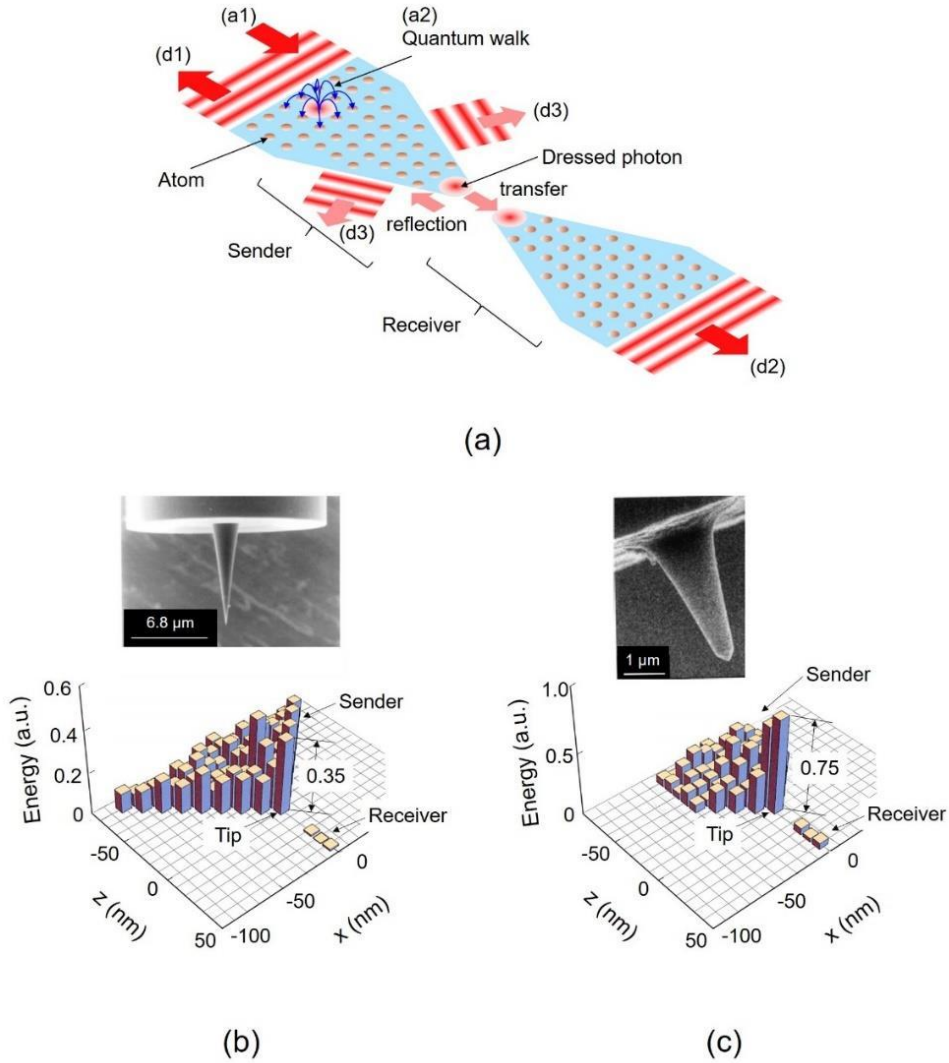 (a1)
(a2)
Quantum walk
(d1)
(d3)
Dressed photon
Atom
transfer
reflection
(d3)
Sender
Receiver
(d2)
(a)
6.8 μm
1 μm
0.6
0.4
0.2
0
Energy (a.u.)
Sender
0.35
Receiver
Tip
-50
0
50
z (nm)
-100
-50
0
x (nm)
1.0
0.5
0
Energy (a.u.)
Sender
0.75
Receiver
Tip
-50
0
50
z (nm)
-100
-50
0
x (nm)
(b)
(c)